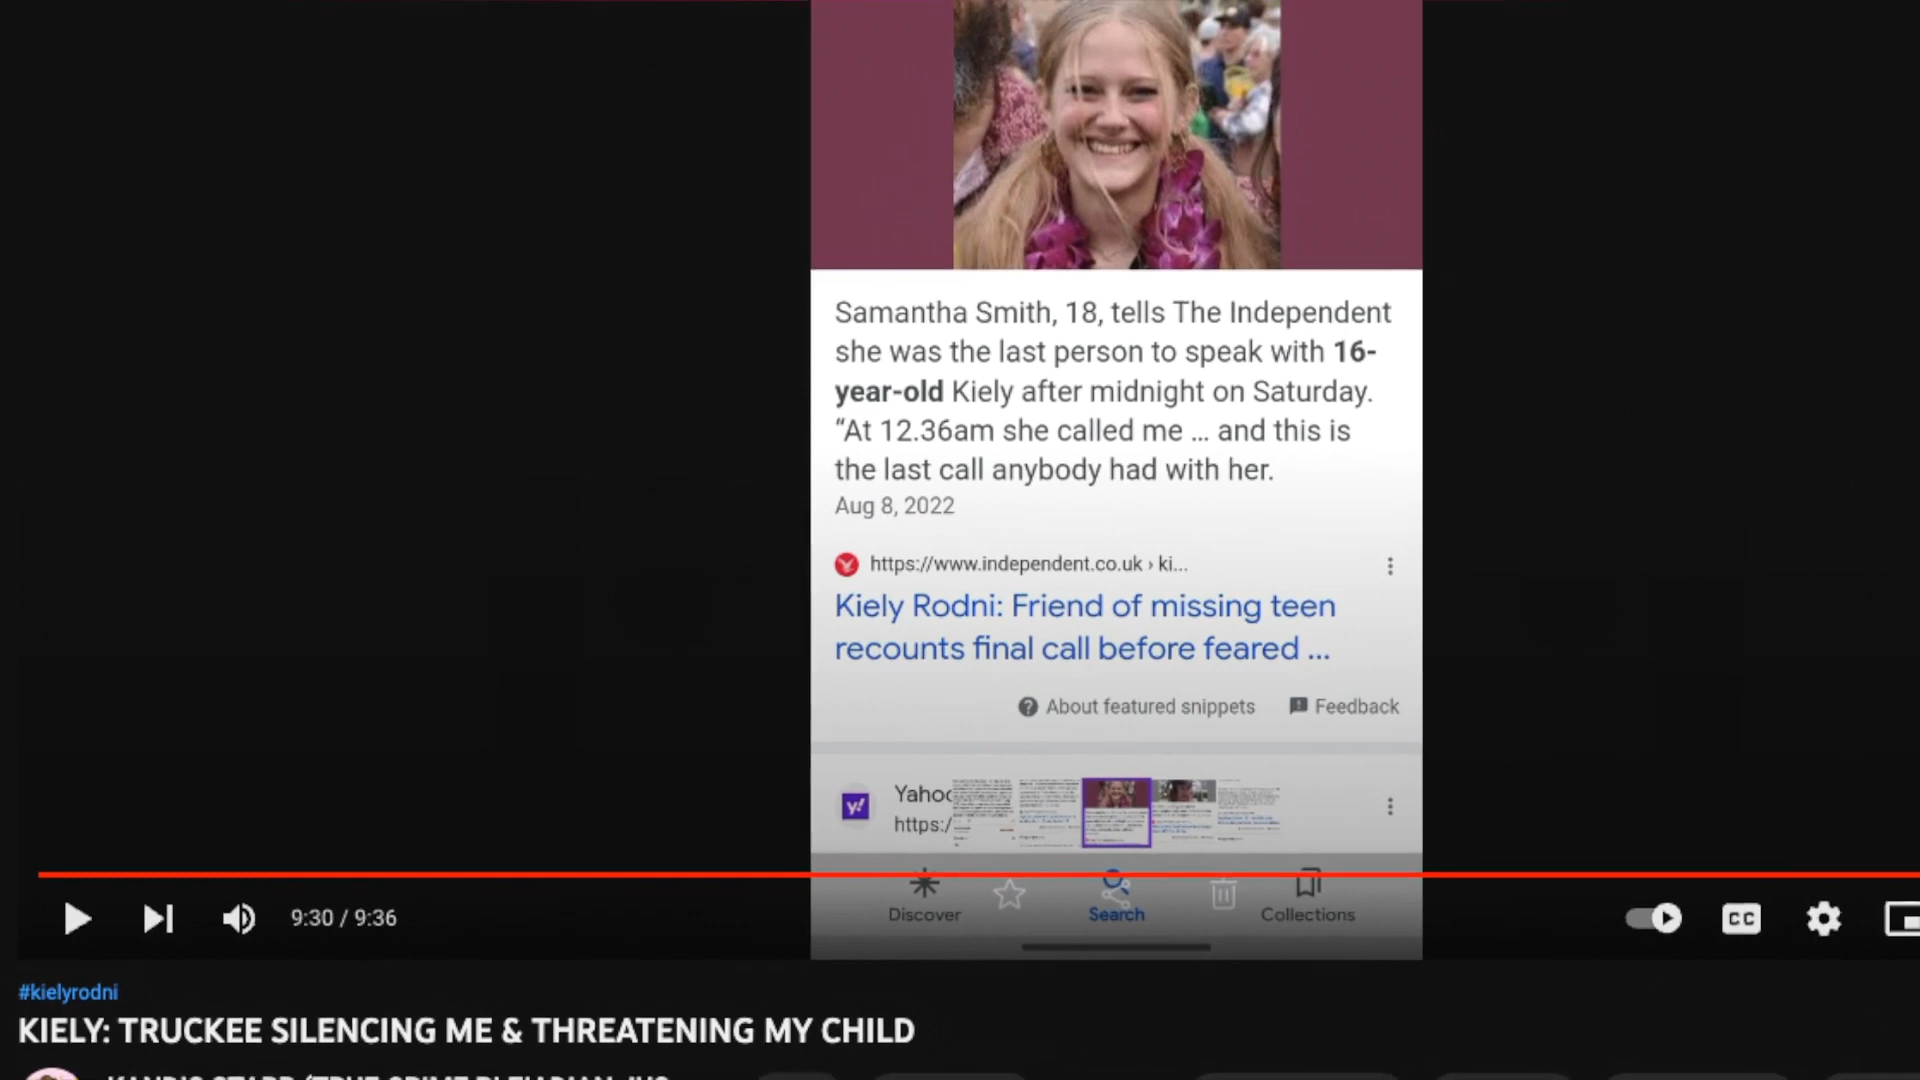 Samantha Smith, 18, tells The Independent
she was the last person to speak with 16-
year-old Kiely after midnight on Saturday.
“At 12.36am she called me ... and this is
the last call anybody had with her.
Aug 8, 2022
https://www.independent.co.uk › ki...
Kiely Rodni: Friend of missing teen
recounts final call before feared ...
About featured snippets
Feedback
y!
Yahoo
https:/
Discover
Search
Collections
9:30 / 9:36
CC
#kielyrodni
KIELY: TRUCKEE SILENCING ME & THREATENING MY CHILD